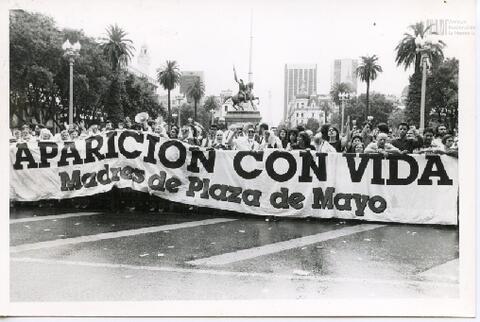 APARICION CON VIDA
Madres de Plaza de Mayo